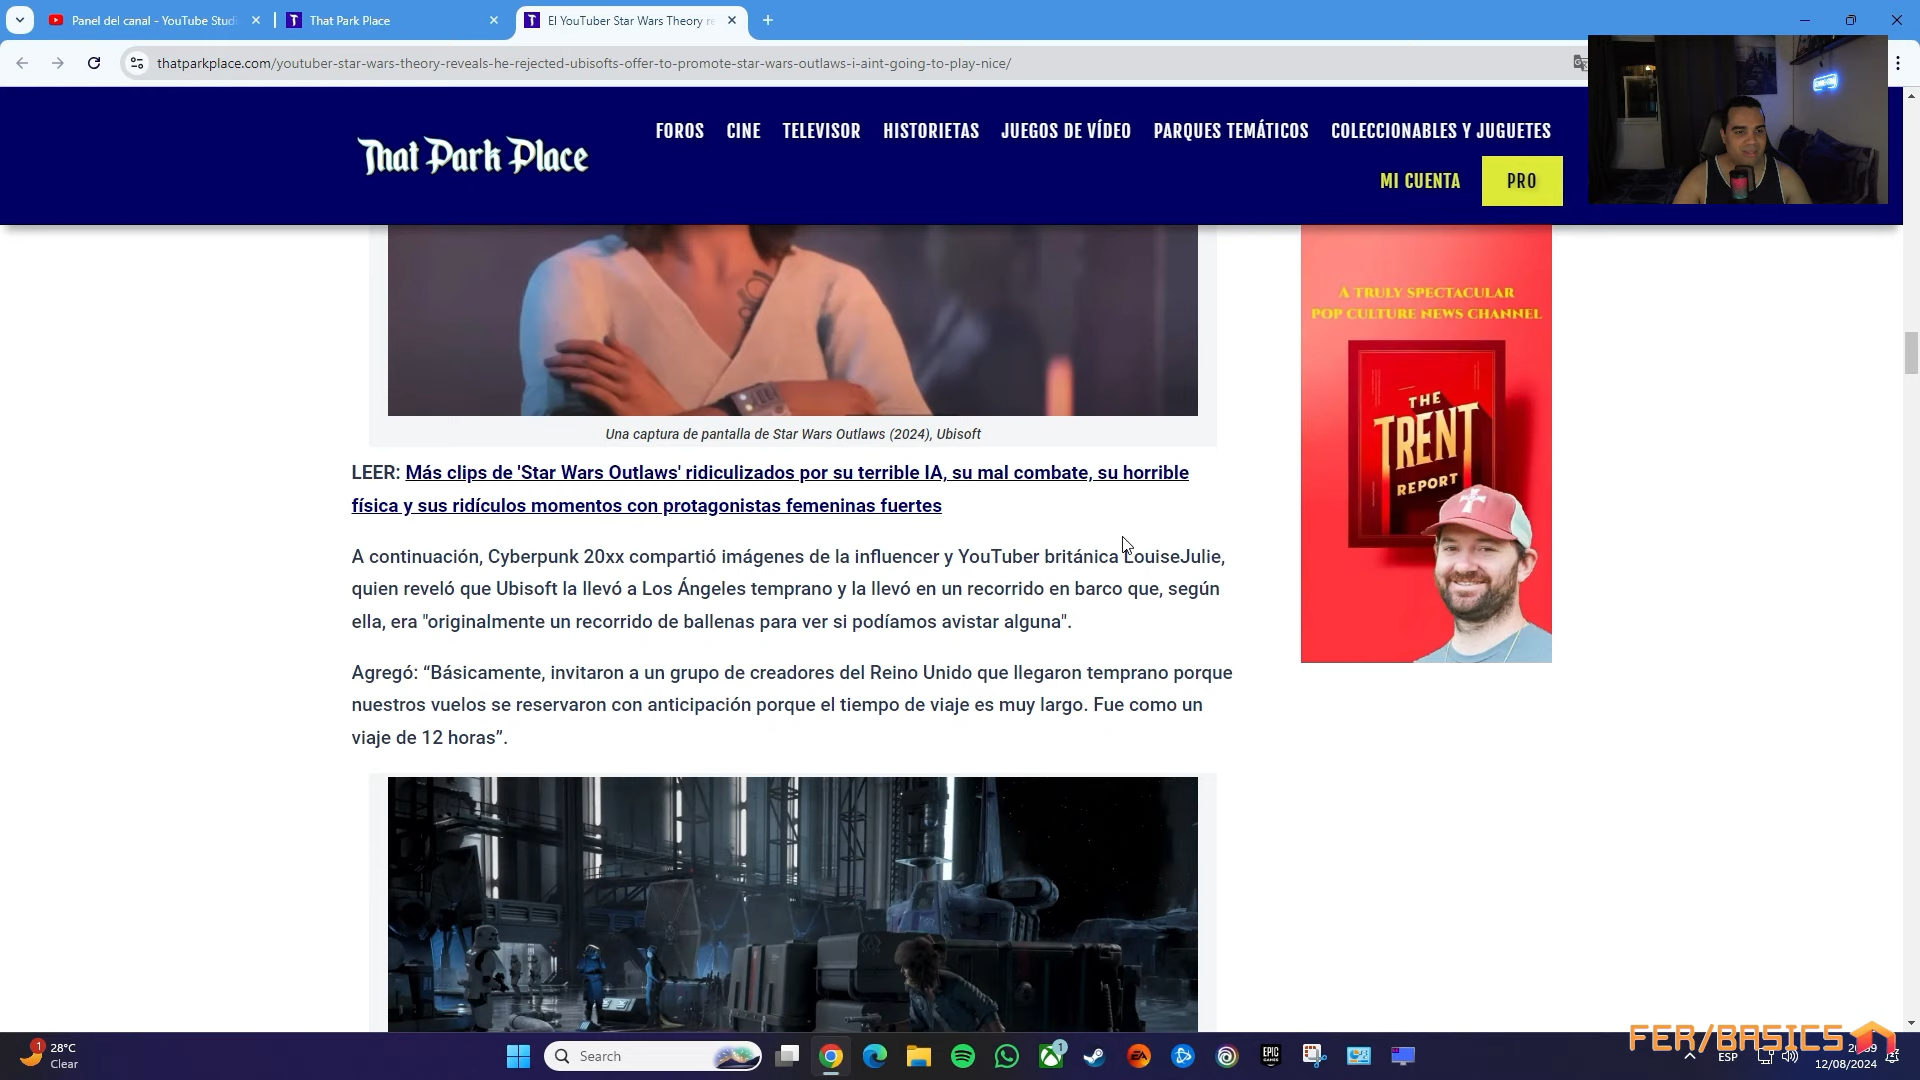 Panel del canal - YouTube Studi
That Park Place
El YouTuber Star Wars Theory re
thatparkplace.com/youtuber-star-wars-theory-reveals-he-rejected-ubisofts-offer-to-promote-star-wars-outlaws-i-aint-going-to-play-nice/
That Park Place
FOROS CINE TELEVISOR HISTORIETAS JUEGOS DE VÍDEO PARQUES TEMÁTICOS COLECCIONABLES Y JUGUETES
MI CUENTA PRO
Una captura de pantalla de Star Wars Outlaws (2024), Ubisoft
LEER: Más clips de 'Star Wars Outlaws' ridiculizados por su terrible IA, su mal combate, su horrible
física y sus ridículos momentos con protagonistas femeninas fuertes
A continuación, Cyberpunk 20xx compartió imágenes de la influencer y YouTuber británica LouiseJulie,
quien reveló que Ubisoft la llevó a Los Ángeles temprano y la llevó en un recorrido en barco que, según
ella, era "originalmente un recorrido de ballenas para ver si podíamos avistar alguna".
Agregó: “Básicamente, invitaron a un grupo de creadores del Reino Unido que llegaron temprano porque
nuestros vuelos se reservaron con anticipación porque el tiempo de viaje es muy largo. Fue como un
viaje de 12 horas”.
A TRULY SPECTACULAR
POP CULTURE NEWS CHANNEL
THE
TRENT
REPORT
FER/BASICS
1
28°C
Clear
Search
1
EA
EPIC
GAMES
ESP
12/08/2024